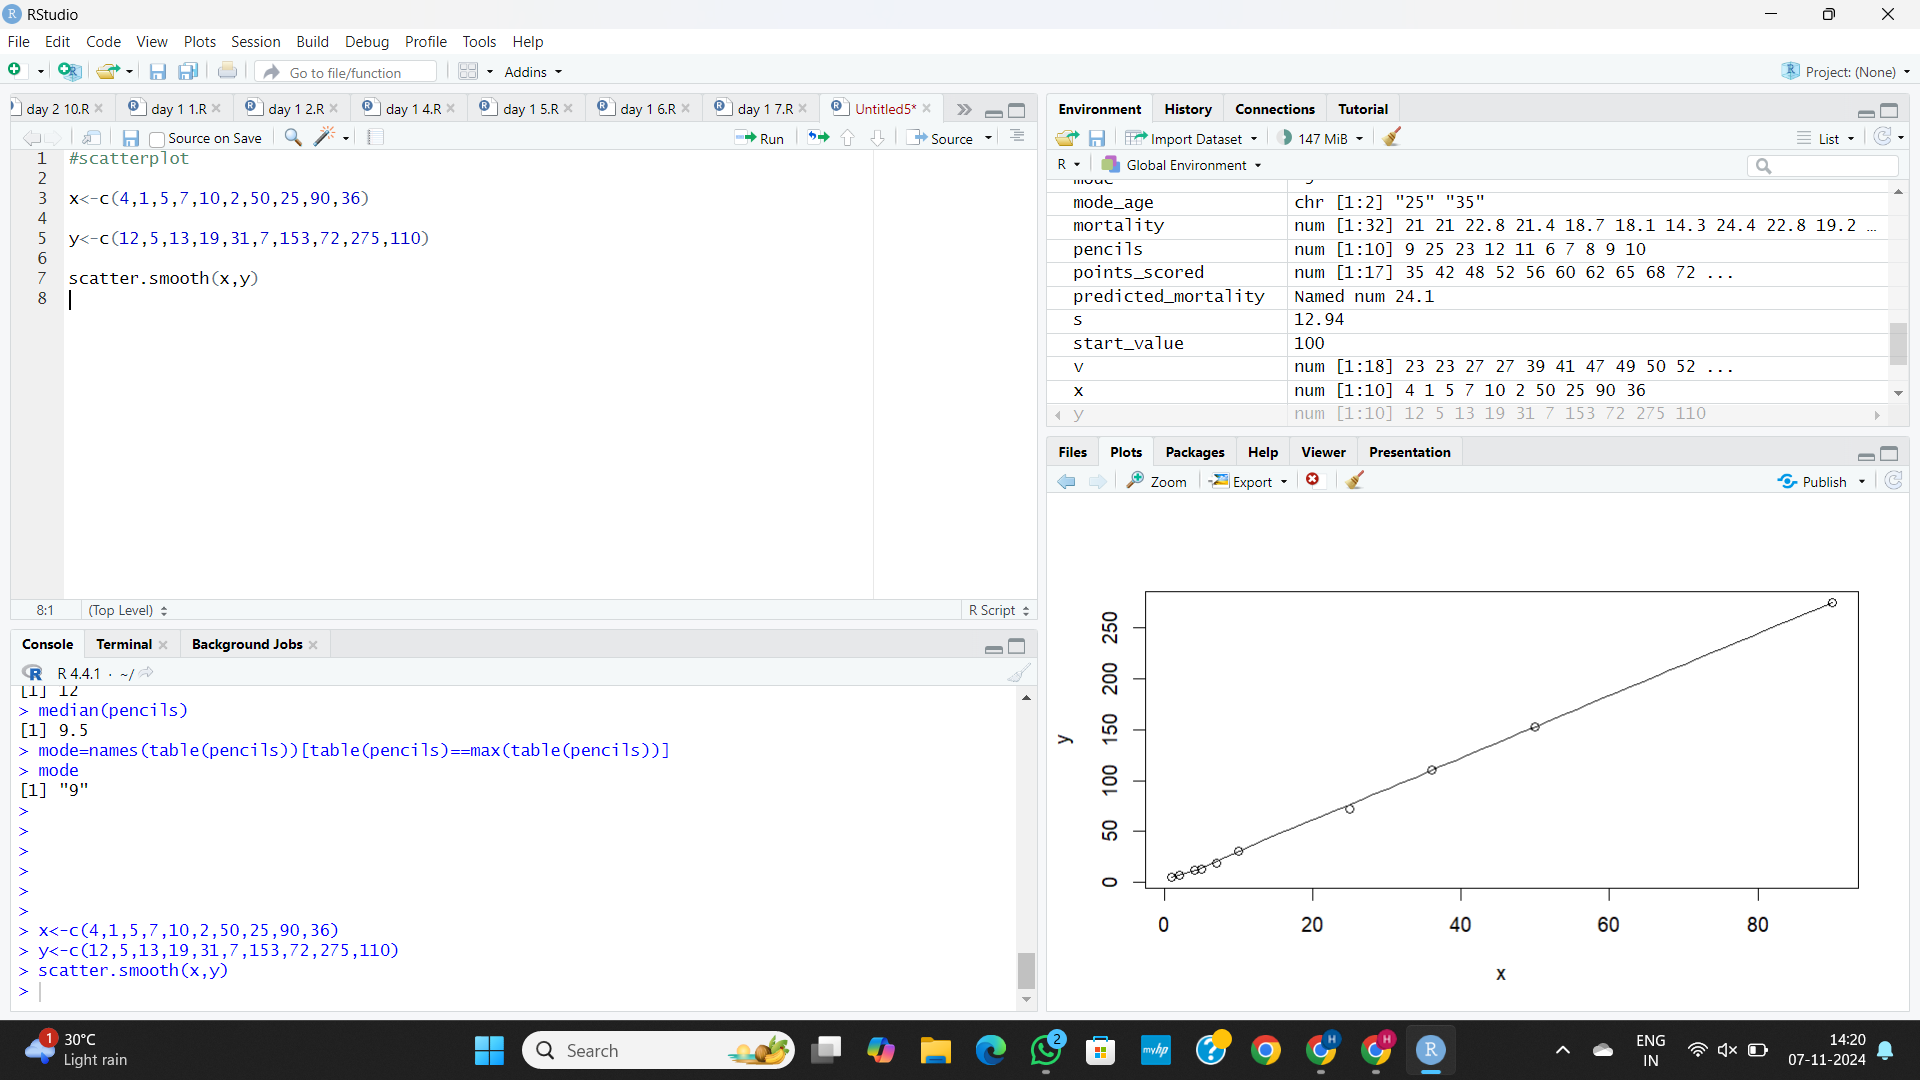 RStudio
File Edit Code View Plots Session Build Debug Profile Tools Help
Go to file/function Addins Project: (None)
day 2 10.R day 1 1.R day 1 2.R day 1 4.R day 1 5.R day 1 6.R day 1 7.R Untitled5*
Source on Save Run Source
1 #scatterplot
2
3 x<-c(4,1,5,7,10,2,50,25,90,36)
4
5 y<-c(12,5,13,19,31,7,153,72,275,110)
6
7 scatter.smooth(x,y)
8
8:1 (Top Level) R Script
Console Terminal Background Jobs
R 4.4.1 · ~/
[1] 12
> median(pencils)
[1] 9.5
> mode=names(table(pencils))[table(pencils)==max(table(pencils))]
> mode
[1] "9"
>
>
>
>
>
>
> x<-c(4,1,5,7,10,2,50,25,90,36)
> y<-c(12,5,13,19,31,7,153,72,275,110)
> scatter.smooth(x,y)
>
Environment History Connections Tutorial
Import Dataset 147 MiB List
R Global Environment
mode
mode_age chr [1:2] "25" "35"
mortality num [1:32] 21 21 22.8 21.4 18.7 18.1 14.3 24.4 22.8 19.2 …
pencils num [1:10] 9 25 23 12 11 6 7 8 9 10
points_scored num [1:17] 35 42 48 52 56 60 62 65 68 72 ...
predicted_mortality Named num 24.1
s 12.94
start_value 100
v num [1:18] 23 23 27 27 39 41 47 49 50 52 ...
x num [1:10] 4 1 5 7 10 2 50 25 90 36
y num [1:10] 12 5 13 19 31 7 153 72 275 110
Files Plots Packages Help Viewer Presentation
Zoom Export Publish
250
200
150
100
50
0
y
0 20 40 60 80
x
1 30°C
Light rain
Search
2
myhp
H
H
R
ENG
IN
14:20
07-11-2024